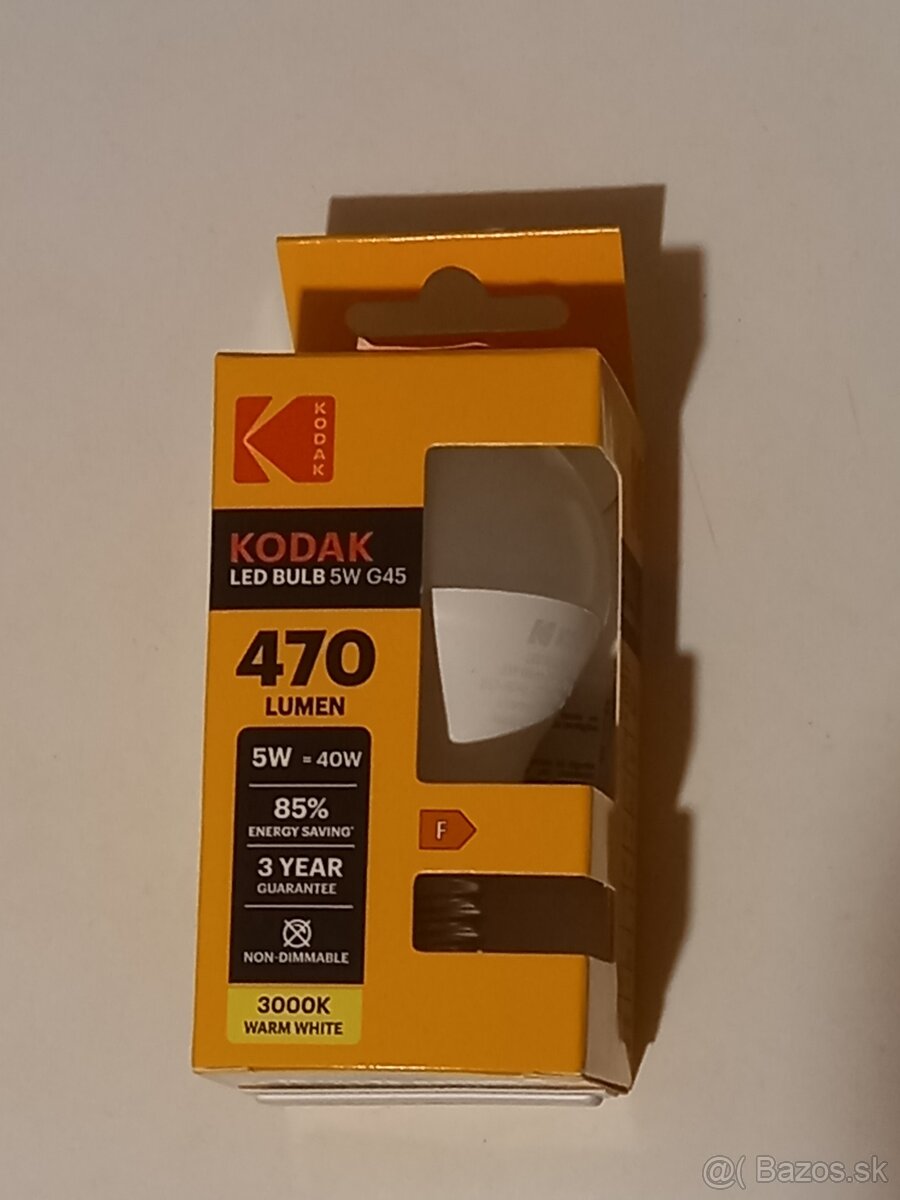 KODAK
KODAK
LED BULB 5W G45
470
LUMEN
5W = 40W
85%
ENERGY SAVING*
3 YEAR
GUARANTEE
NON-DIMMABLE
3000K
WARM WHITE
F
@( Bazos.sk